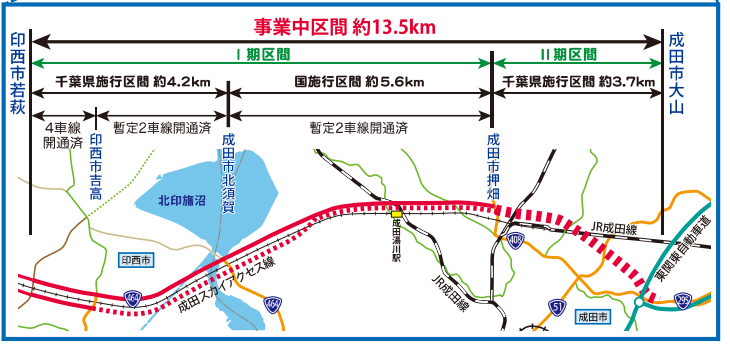 事業中区間 約13.5km
Ⅰ期区間
Ⅱ期区間
印西市若萩
成田市大山
千葉県施行区間 約4.2km
国施行区間 約5.6km
千葉県施行区間 約3.7km
4車線
開通済
印西市吉高
暫定2車線開通済
成田市北須賀
暫定2車線開通済
成田市押畑
北印旛沼
印西市
464
成田スカイアクセス線
464
成田湯川駅
JR成田線
408
JR成田線
51
成田市
東関東自動車道
295